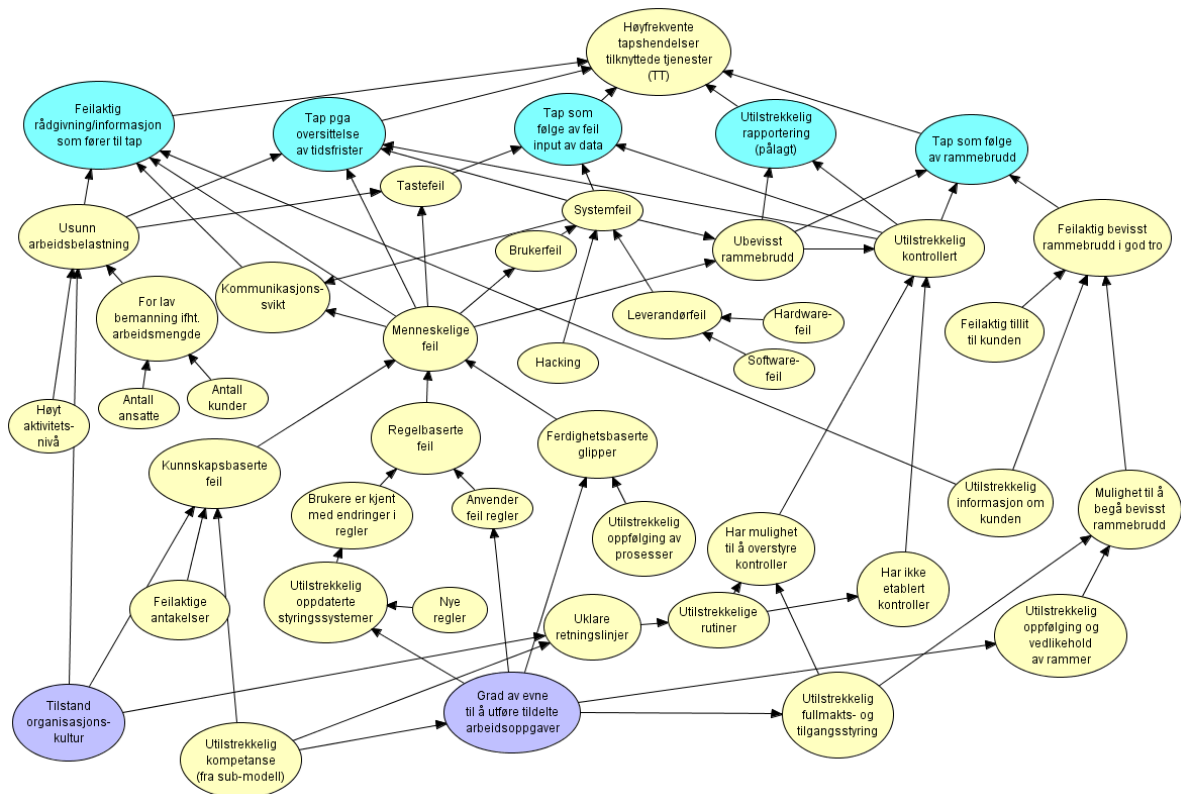 Høyfrekvente
tapshendelser
tilknyttede tjenester
(TT)
Feilaktig
rådgivning/informasjon
som fører til tap
Tap pga
oversittelse
av tidsfrister
Tap som
følge av feil
input av data
Utilstrekkelig
rapportering
(pålagt)
Tap som følge
av rammebrudd
Tastefeil
Systemfeil
Usunn
arbeidsbelastning
Brukerfeil
Ubevisst
rammebrudd
Utilstrekkelig
kontrollert
Feilaktig bevisst
rammebrudd i god tro
Kommunikasjons-
svikt
For lav
bemanning ifht.
arbeidsmengde
Menneskelige
feil
Leverandørfeil
Hardware-
feil
Feilaktig tillit
til kunden
Hacking
Software-
feil
Antall
ansatte
Antall
kunder
Høyt
aktivitets-
nivå
Regelbaserte
feil
Ferdighetsbaserte
glipper
Kunnskapsbaserte
feil
Brukere er kjent
med endringer i
regler
Anvender
feil regler
Utilstrekkelig
oppfølging av
prosesser
Har mulighet
til å overstyre
kontroller
Utilstrekkelig
informasjon om
kunden
Mulighet til å
begå bevisst
rammebrudd
Feilaktige
antakelser
Utilstrekkelig
oppdaterte
styringssystemer
Nye
regler
Uklare
retningslinjer
Utilstrekkelige
rutiner
Har ikke
etablert
kontroller
Utilstrekkelig
oppfølging og
vedlikehold
av rammer
Tilstand
organisasjons-
kultur
Utilstrekkelig
kompetanse
(fra sub-modell)
Grad av evne
til å utføre tildelte
arbeidsoppgaver
Utilstrekkelig
fullmakts- og
tilgangsstyring